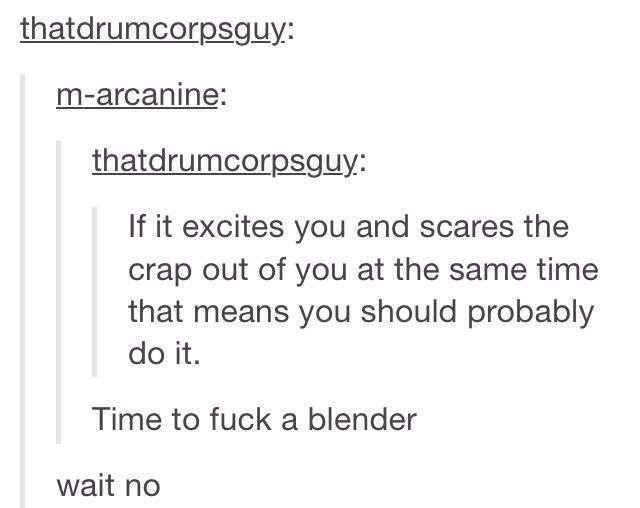 thatdrumcorpsguy:
m-arcanine:
thatdrumcorpsguy:
If it excites you and scares the
crap out of you at the same time
that means you should probably
do it.
Time to fuck a blender
wait no